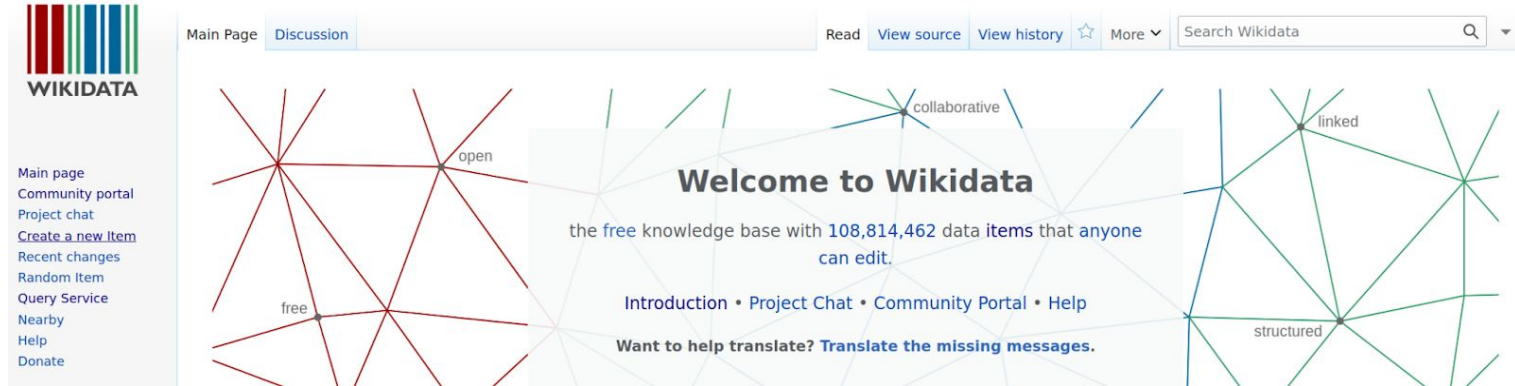 WIKIDATA
Main Page Discussion
Read View source View history More Search Wikidata
Main page
Community portal
Project chat
Create a new Item
Recent changes
Random Item
Query Service
Nearby
Help
Donate
collaborative
linked
open
Welcome to Wikidata
the free knowledge base with 108,814,462 data items that anyone
can edit.
Introduction • Project Chat • Community Portal • Help
free
structured
Want to help translate? Translate the missing messages.